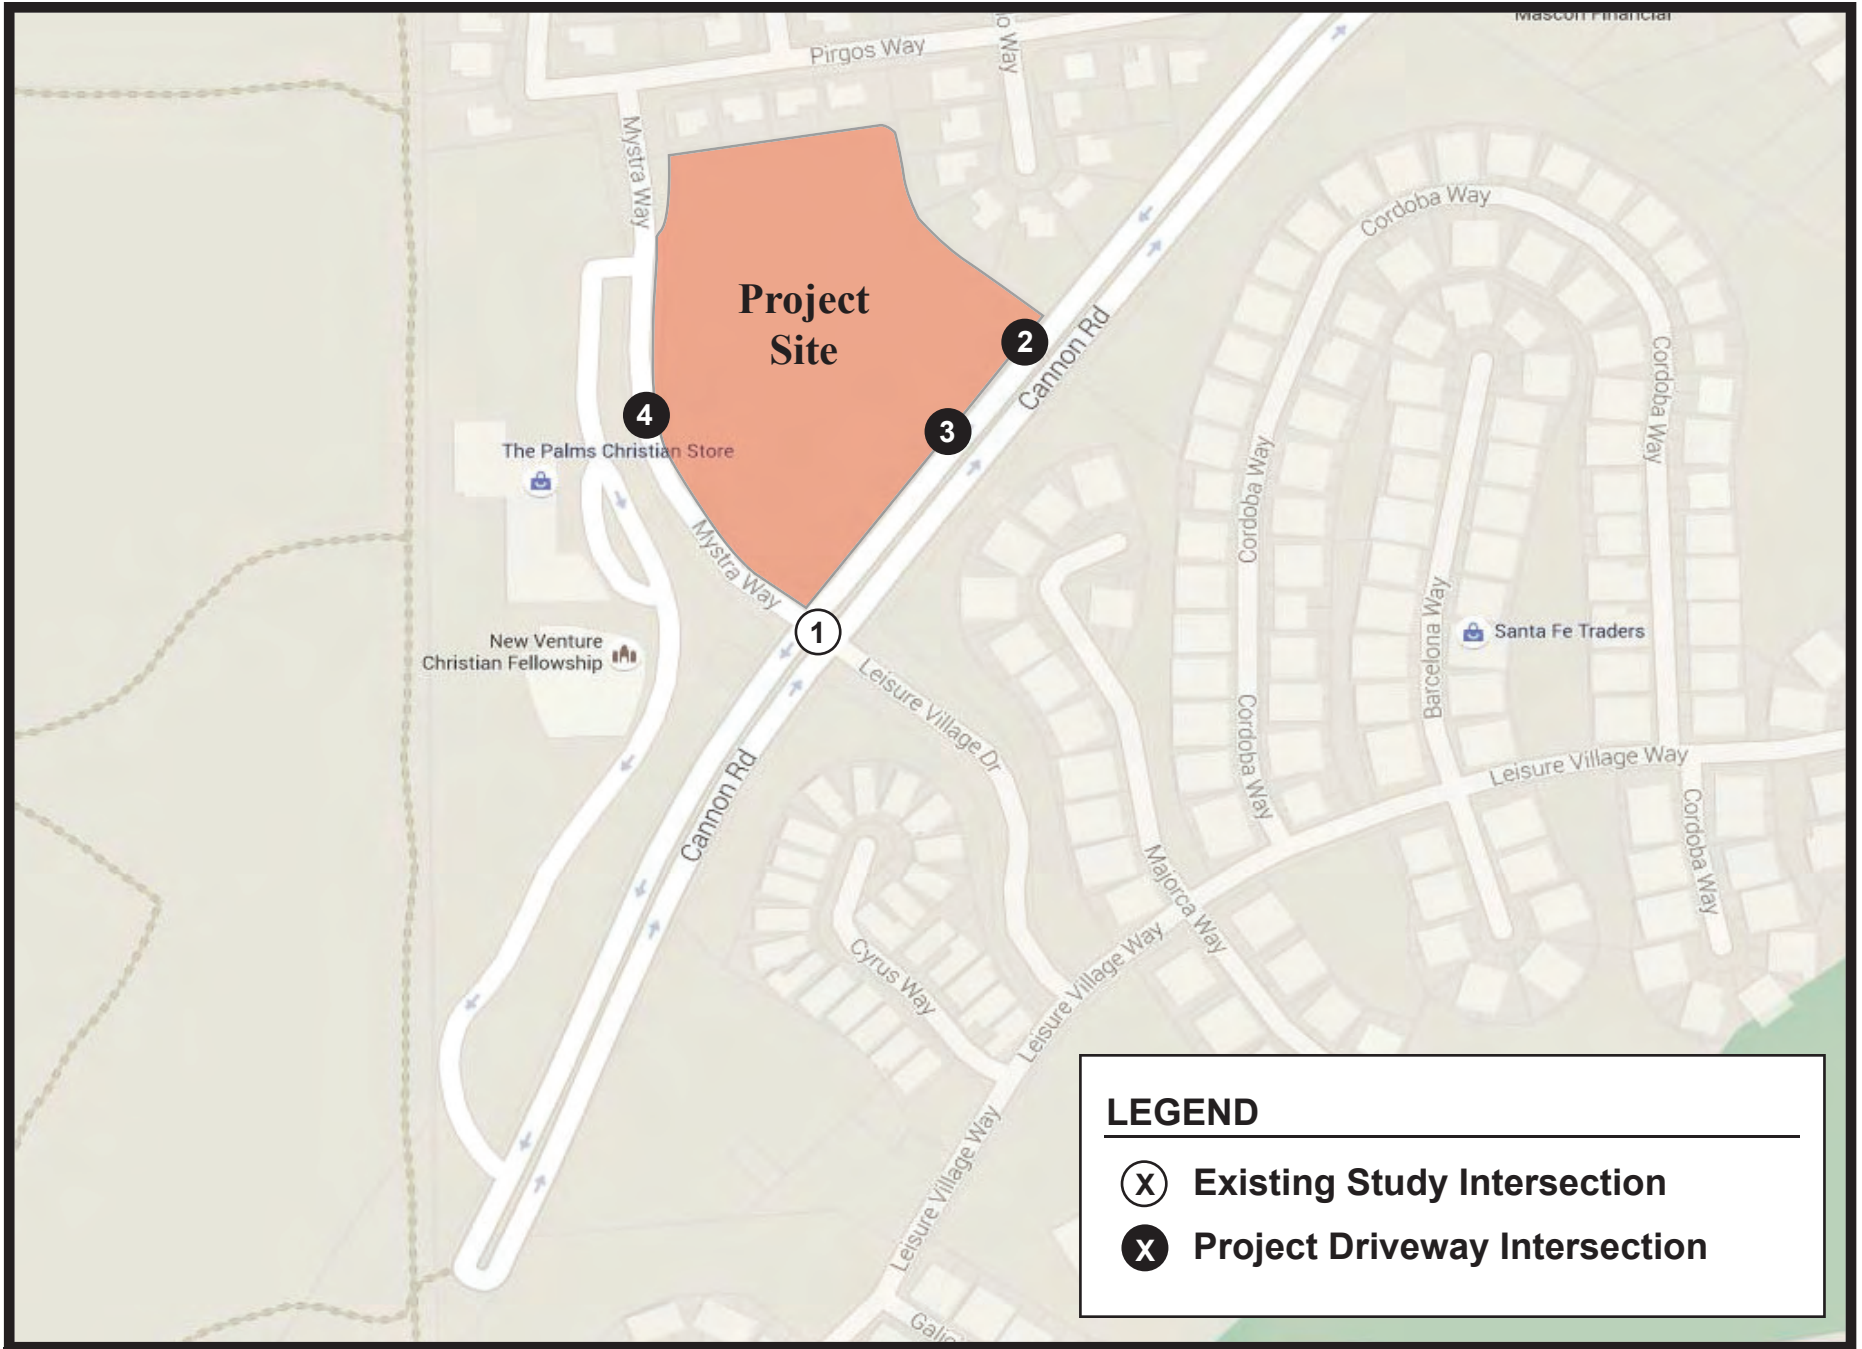 Mascon Financial
Pirgos Way
o Way
Mystra Way
Cordoba Way
Project
Site
2
Cannon Rd
3
4
Cordoba Way
The Palms Christian Store
Cordoba Way
Mystra Way
Barcelona Way
1
Santa Fe Traders
New Venture
Christian Fellowship
Leisure Village Dr
Cordoba Way
Leisure Village Way
Cannon Rd
Cordoba Way
Majorca Way
Cyrus Way
Leisure Village Way
Leisure Village Way
LEGEND
X Existing Study Intersection
X Project Driveway Intersection
Galic